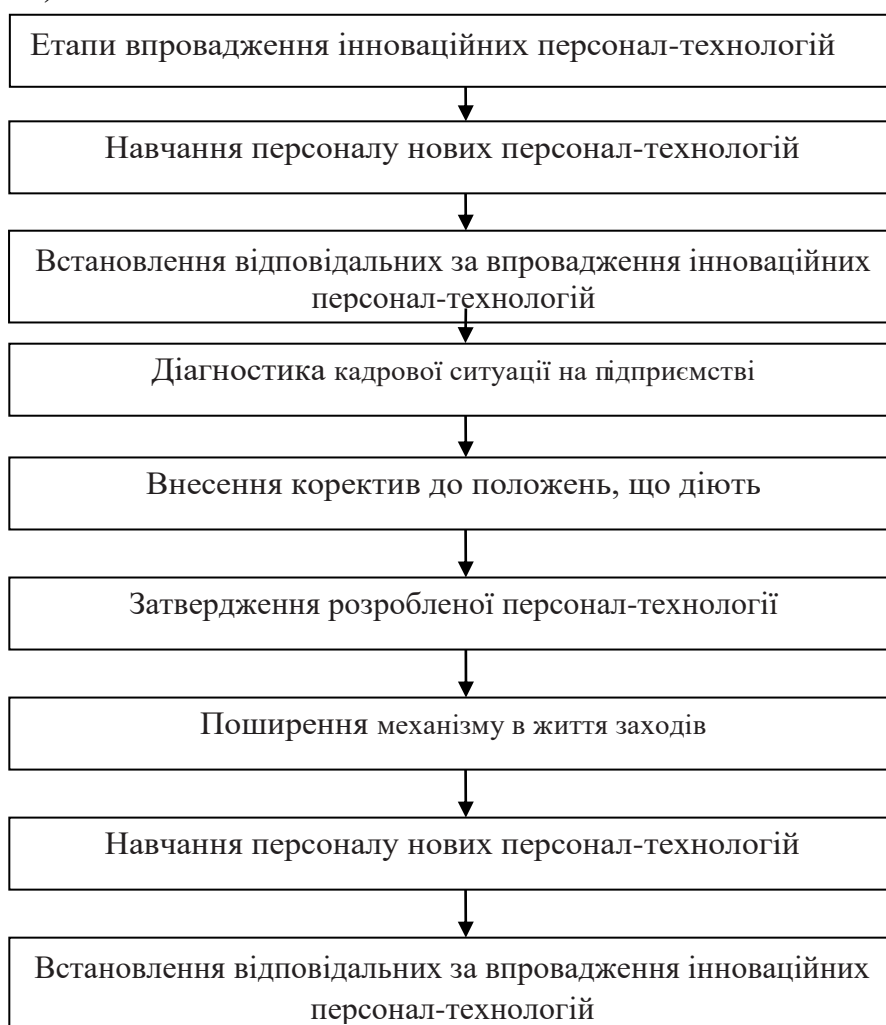 Етапи впровадження інноваційних персонал-технологій
Навчання персоналу нових персонал-технологій
Встановлення відповідальних за впровадження інноваційних
персонал-технологій
Діагностика кадрової ситуації на підприємстві
Внесення коректив до положень, що діють
Затвердження розробленої персонал-технології
Поширення механізму в життя заходів
Навчання персоналу нових персонал-технологій
Встановлення відповідальних за впровадження інноваційних
персонал-технологій